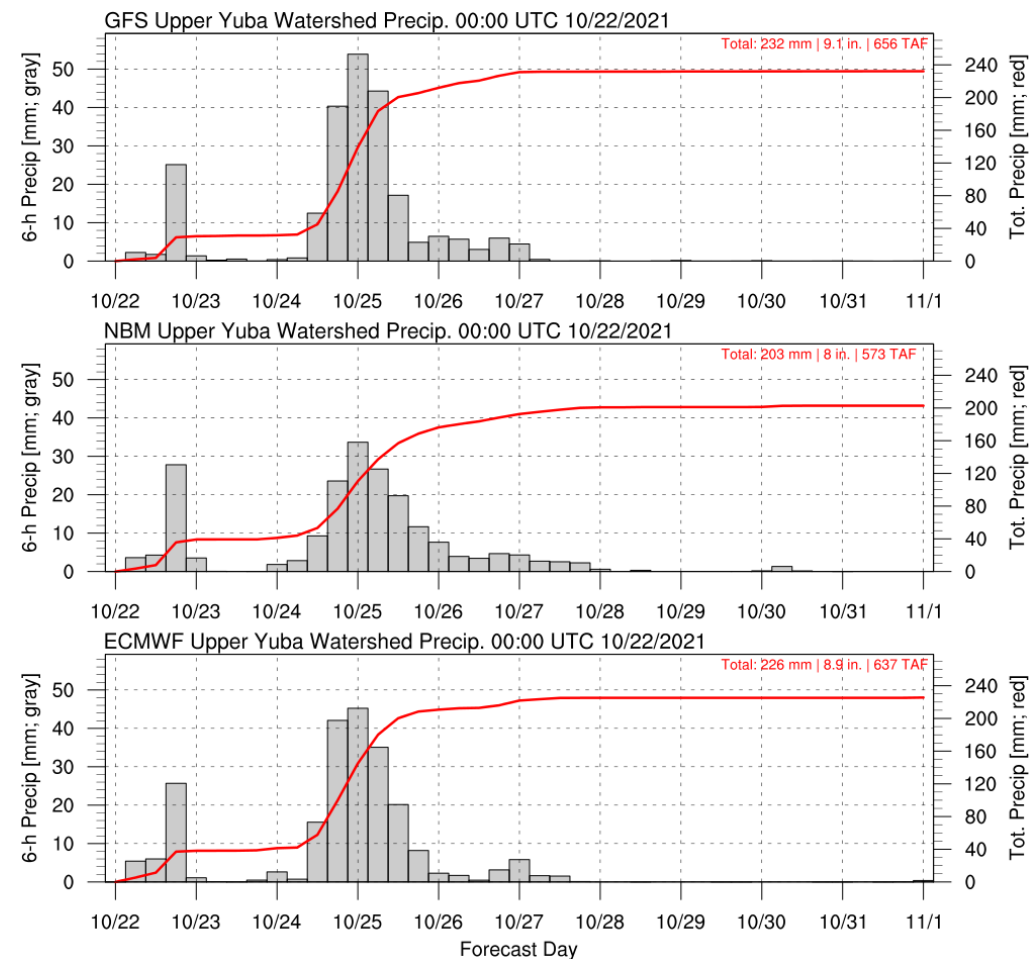 GFS Upper Yuba Watershed Precip. 00:00 UTC 10/22/2021
Total: 232 mm | 9.1 in. | 656 TAF
6-h Precip [mm; gray]
50
40
30
20
10
0
240
200
160
120
80
40
0
Tot. Precip [mm; red]
10/22 10/23 10/24 10/25 10/26 10/27 10/28 10/29 10/30 10/31 11/1
NBM Upper Yuba Watershed Precip. 00:00 UTC 10/22/2021
Total: 203 mm | 8 in. | 573 TAF
6-h Precip [mm; gray]
50
40
30
20
10
0
240
200
160
120
80
40
0
Tot. Precip [mm; red]
10/22 10/23 10/24 10/25 10/26 10/27 10/28 10/29 10/30 10/31 11/1
ECMWF Upper Yuba Watershed Precip. 00:00 UTC 10/22/2021
Total: 226 mm | 8.9 in. | 637 TAF
6-h Precip [mm; gray]
50
40
30
20
10
0
240
200
160
120
80
40
0
Tot. Precip [mm; red]
10/22 10/23 10/24 10/25 10/26 10/27 10/28 10/29 10/30 10/31 11/1
Forecast Day